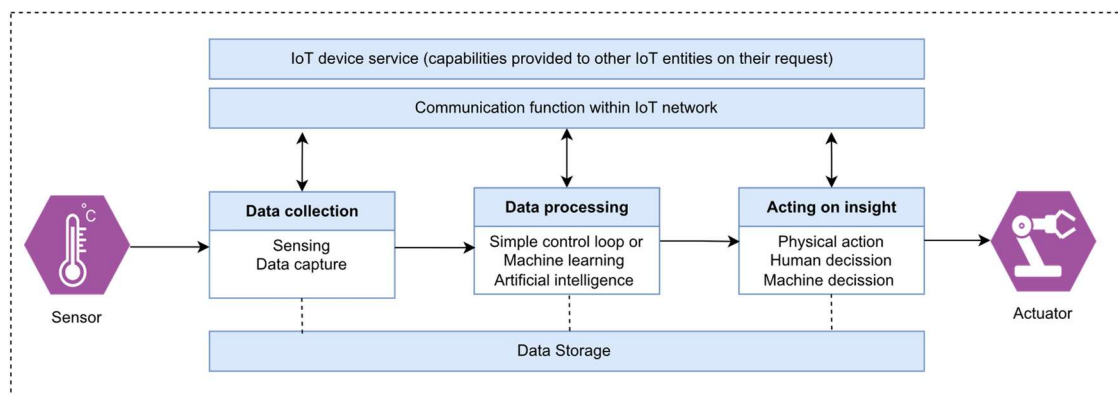 IoT device service (capabilities provided to other IoT entities on their request)
Communication function within IoT network
°C
Sensor
Data collection
Sensing
Data capture
Data processing
Simple control loop or
Machine learning
Artificial intelligence
Acting on insight
Physical action
Human decission
Machine decission
Actuator
Data Storage